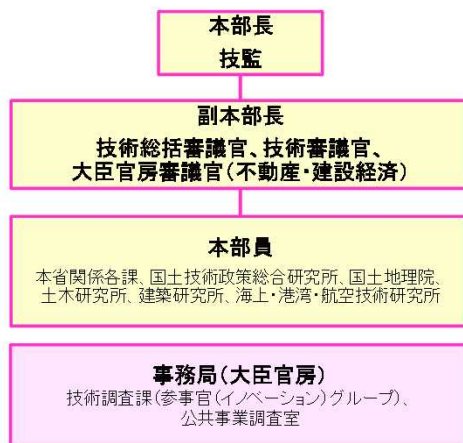 本部長
技監
副本部長
技術総括審議官、技術審議官、
大臣官房審議官(不動産・建設経済)
本部員
本省関係各課、国土技術政策総合研究所、国土地理院、
土木研究所、建築研究所、海上・港湾・航空技術研究所
事務局(大臣官房)
技術調査課(参事官(イノベーション)グループ)、
公共事業調査室